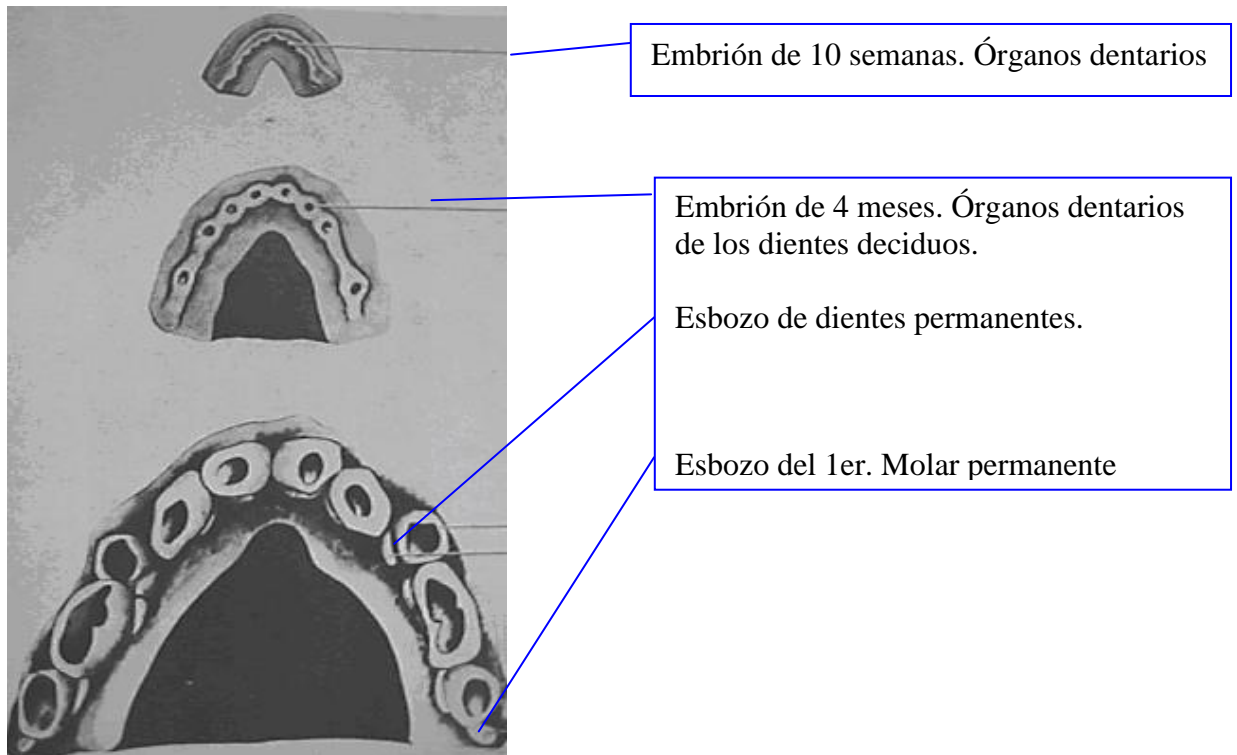 Embrión de 10 semanas. Órganos dentarios
Embrión de 4 meses. Órganos dentarios
de los dientes deciduos.
Esbozo de dientes permanentes.
Esbozo del 1er. Molar permanente